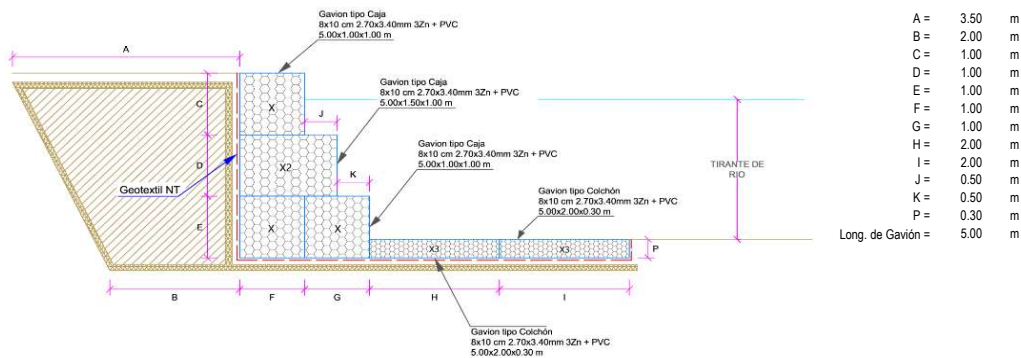 Gavion tipo Caja
8x10 cm 2.70x3.40mm 3Zn + PVC
5.00x1.00x1.00 m
A
Gavion tipo Caja
8x10 cm 2.70x3.40mm 3Zn + PVC
5.00x1.50x1.00 m
C
X
J
Gavion tipo Caja
8x10 cm 2.70x3.40mm 3Zn + PVC
5.00x1.00x1.00 m
D
X2
K
TIRANTE DE
RIO
Geotextil NT
Gavion tipo Colchón
8x10 cm 2.70x3.40mm 3Zn + PVC
5.00x2.00x0.30 m
E
X
X
X3
X3
P
B
F
G
H
I
Gavion tipo Colchón
8x10 cm 2.70x3.40mm 3Zn + PVC
5.00x2.00x0.30 m
A = 3.50 m
B = 2.00 m
C = 1.00 m
D = 1.00 m
E = 1.00 m
F = 1.00 m
G = 1.00 m
H = 2.00 m
I = 2.00 m
J = 0.50 m
K = 0.50 m
P = 0.30 m
Long. de Gavión = 5.00 m